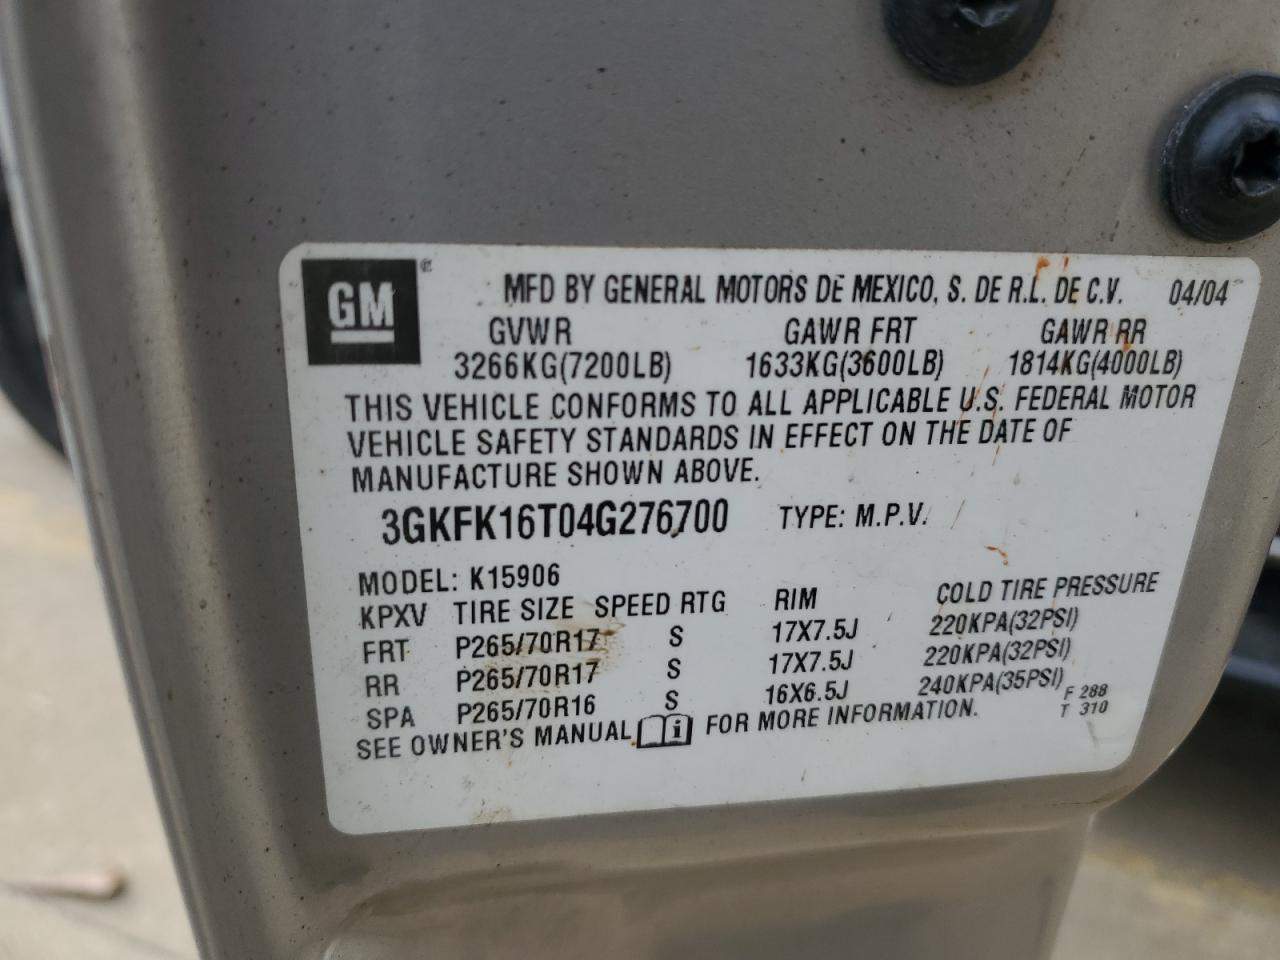 GM ®
MFD BY GENERAL MOTORS DE MEXICO, S. DE R.L. DE C.V. 04/04
GVWR GAWR FRT GAWR RR
3266KG(7200LB) 1633KG(3600LB) 1814KG(4000LB)
THIS VEHICLE CONFORMS TO ALL APPLICABLE U.S. FEDERAL MOTOR
VEHICLE SAFETY STANDARDS IN EFFECT ON THE DATE OF
MANUFACTURE SHOWN ABOVE.
3GKFK16T04G276700 TYPE: M.P.V.
MODEL: K15906
KPXV TIRE SIZE SPEED RTG RIM COLD TIRE PRESSURE
FRT P265/70R17 S 17X7.5J 220KPA(32PSI)
RR P265/70R17 S 17X7.5J 220KPA(32PSI)
SPA P265/70R16 S 16X6.5J 240KPA(35PSI) F 288
SEE OWNER'S MANUAL i FOR MORE INFORMATION. T 310